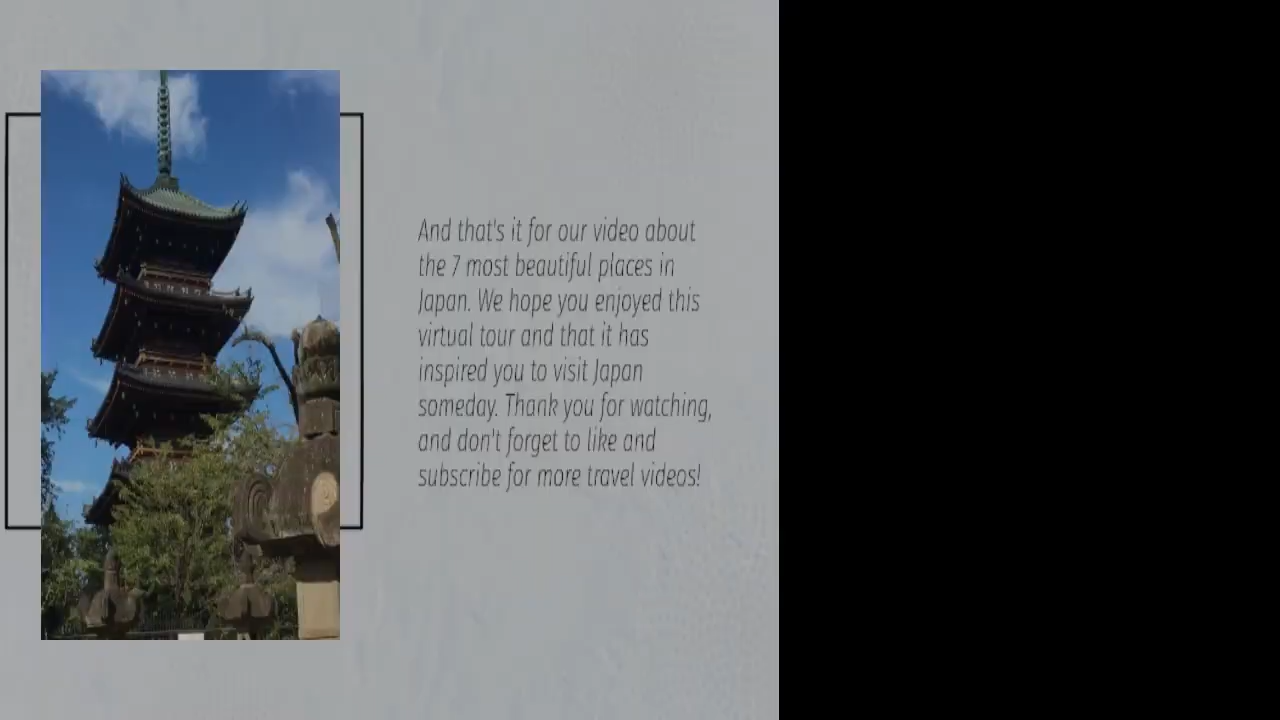 And that's it for our video about
the 7 most beautiful places in
Japan. We hope you enjoyed this
virtual tour and that it has
inspired you to visit Japan
someday. Thank you for watching,
and don't forget to like and
subscribe for more travel videos!